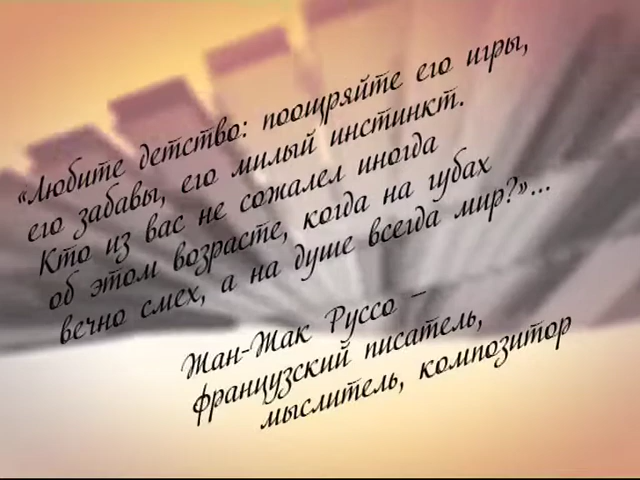 «Любите детство: поощряйте его игры,
его забавы, его милый инстинкт.
Кто из вас не сожалел иногда
об этом возрасте, когда на губах
вечно смех, а на душе всегда мир?»...
Жан-Жак Руссо –
французский писатель,
мыслитель, композитор